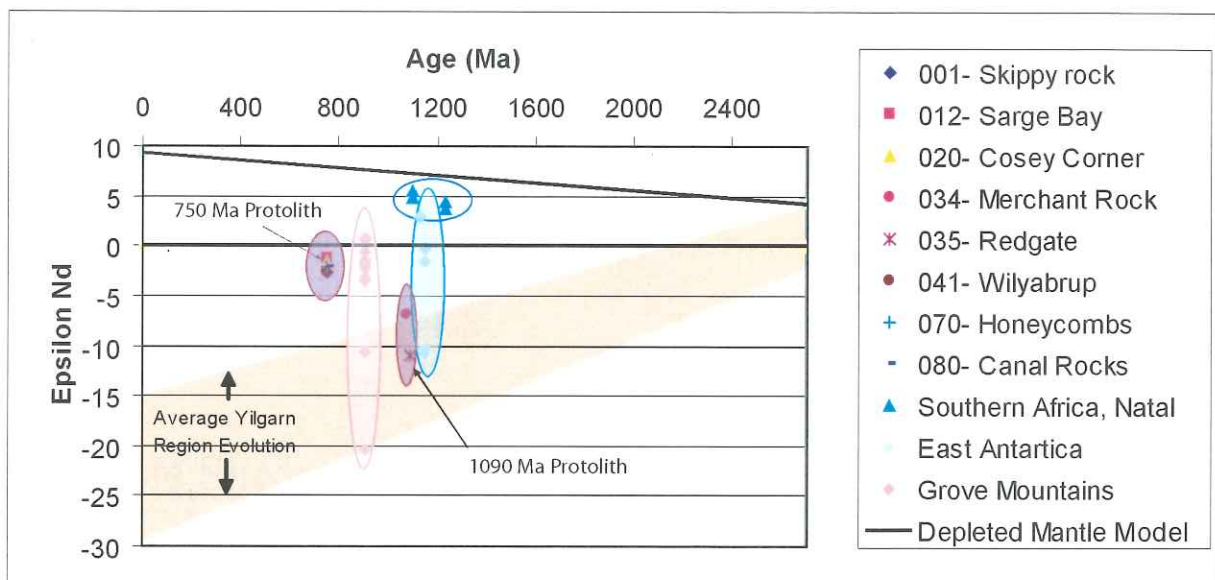 Age (Ma)
0 400 800 1200 1600 2000 2400
10
5
0
-5
-10
-15
-20
-25
-30
Epsilon Nd
750 Ma Protolith
Average Yilgarn
Region Evolution
1090 Ma Protolith
001- Skippy rock
012- Sarge Bay
020- Cosey Corner
034- Merchant Rock
035- Redgate
041- Wilyabrup
070- Honeycombs
080- Canal Rocks
Southern Africa, Natal
East Antartica
Grove Mountains
Depleted Mantle Model